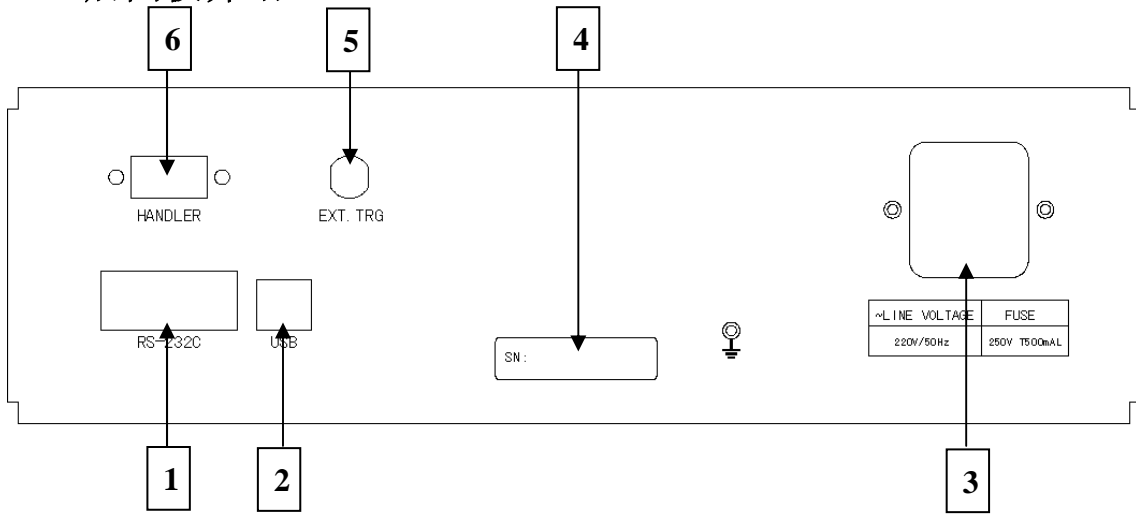 6 5 4
HANDLER
EXT. TRG
RS-232C
USB
SN:
~LINE VOLTAGE FUSE
220V/50Hz 250V T500mAL
1 2 3